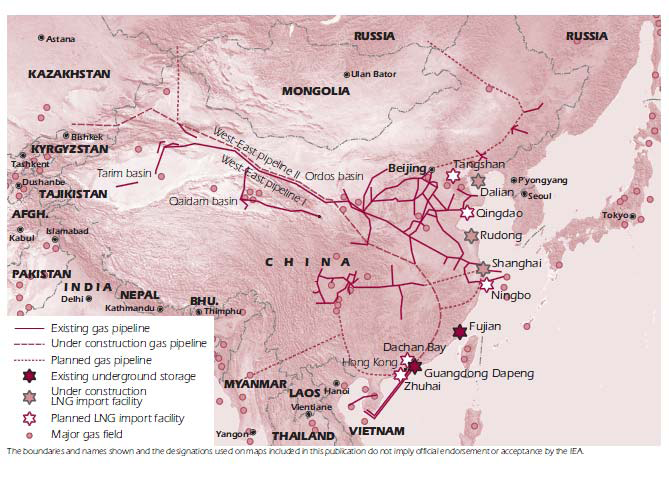 RUSSIA
RUSSIA
Astana
KAZAKHSTAN
Ulan Bator
MONGOLIA
Bishkek
West-East pipeline II
KYRGYZSTAN
Tashkent
West-East pipeline I
Ordos basin
Beijing
Tangshan
Tarim basin
Dushanbe
P'yongyang
TAJIKISTAN
Dalian
Seoul
Qaidam basin
AFGH.
Qingdao
Tokyo
Kabul
Islamabad
Rudong
CHINA
Shanghai
PAKISTAN
INDIA
Ningbo
Delhi
NEPAL
BHU.
Kathmandu
Thimphu
Existing gas pipeline
Fujian
Under construction gas pipeline
Dachan Bay
Planned gas pipeline
Hong Kong
Existing underground storage
Guangdong Dapeng
Under construction
LNG import facility
MYANMAR
LAOS
Hanoi
Zhuhai
Planned LNG import facility
Vientiane
Major gas field
Yangon
THAILAND
VIETNAM
The boundaries and names shown and the designations used on maps included in this publication do not imply official endorsement or acceptance by the IEA.